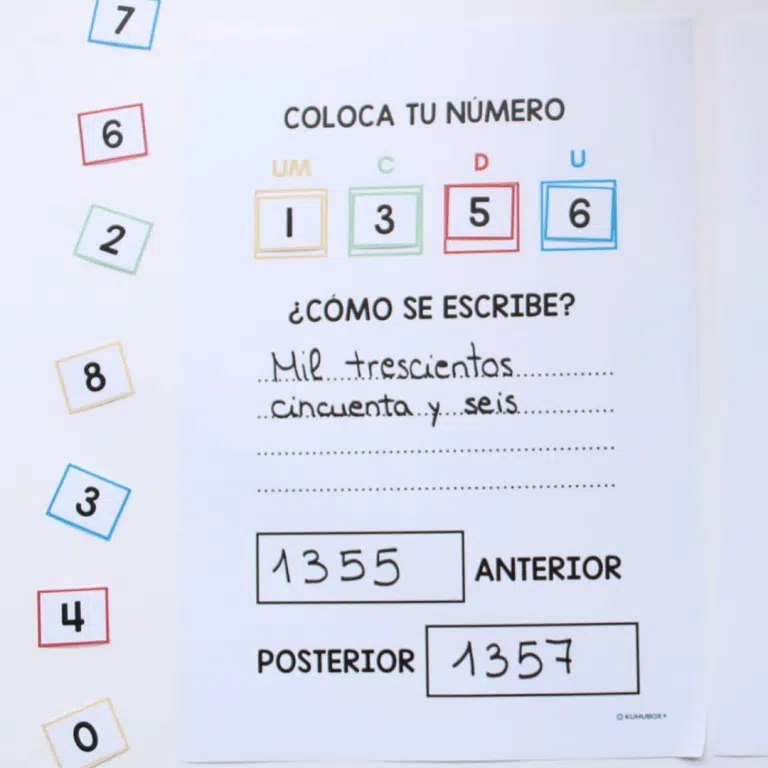 7
6
2
8
3
4
0
COLOCA TU NÚMERO
UM C D U
1 3 5 6
¿CÓMO SE ESCRIBE?
Mil trescientos
cincuenta y seis
1355 ANTERIOR
POSTERIOR 1357
KUMUBOX